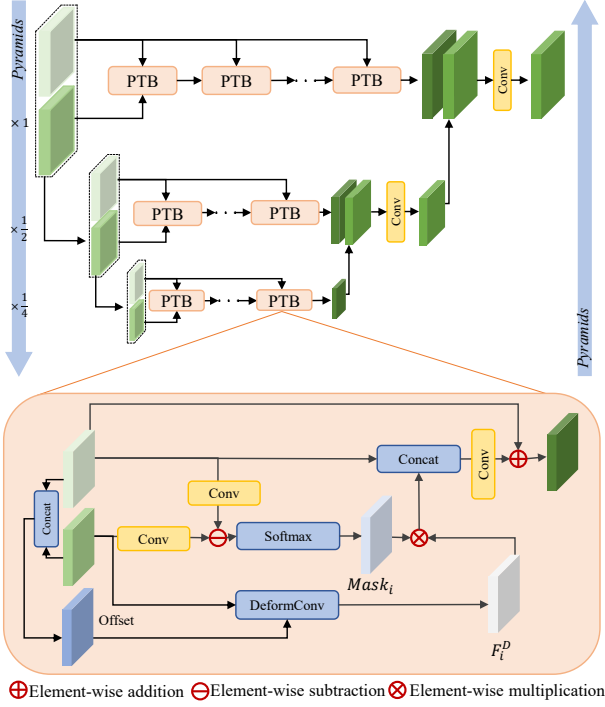 Pyramids
PTB
PTB
· · ·
PTB
Conv
×1
PTB
· · ·
PTB
Conv
×1/2
PTB
· · ·
PTB
×1/4
Pyramids
Concat
Conv
Conv
Concat
Conv
Softmax
Mask_i
Offset
DeformConv
F_i^D
Element-wise addition
Element-wise subtraction
Element-wise multiplication